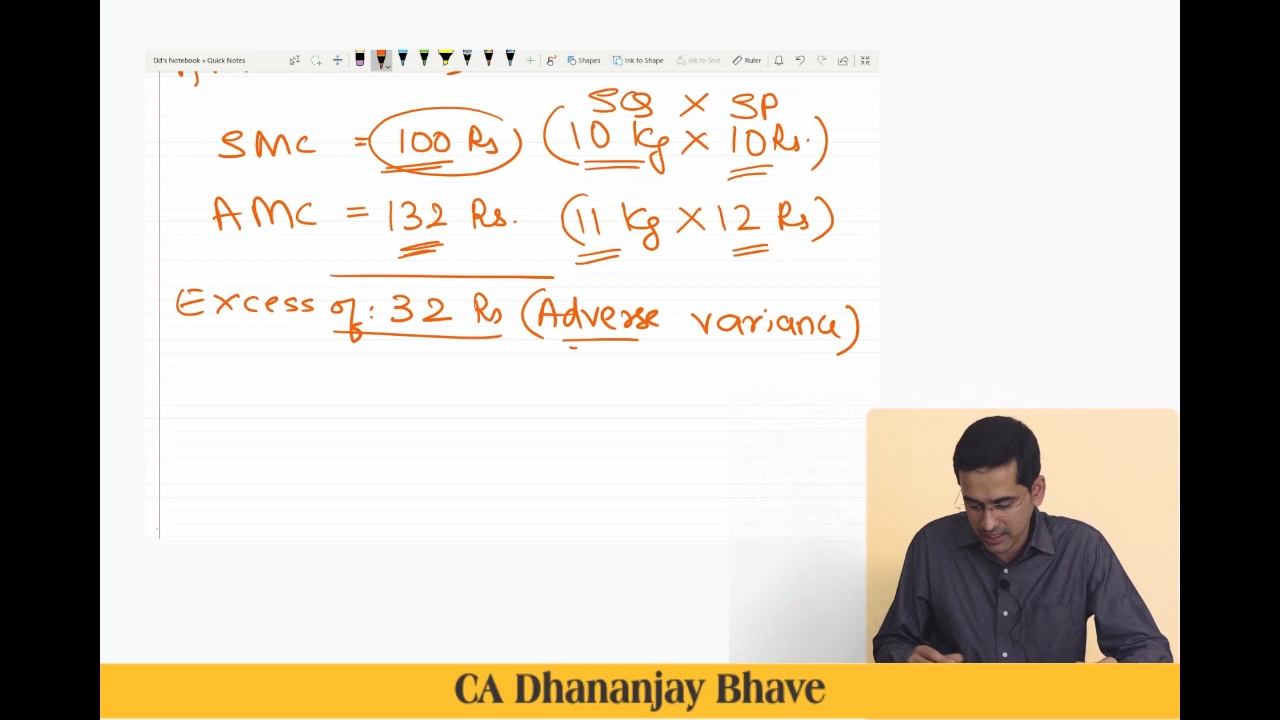 Dd's Notebook » Quick Notes Shapes Ink to Shape Ink to Text Ruler
SQ × SP
SMC = 100 Rs (10 kg × 10 Rs.)
AMC = 132 Rs. (11 kg × 12 Rs)
Excess of : 32 Rs (Adverse variance)
CA Dhananjay Bhave